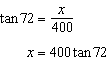 tan 72 = x/400
x = 400 tan 72